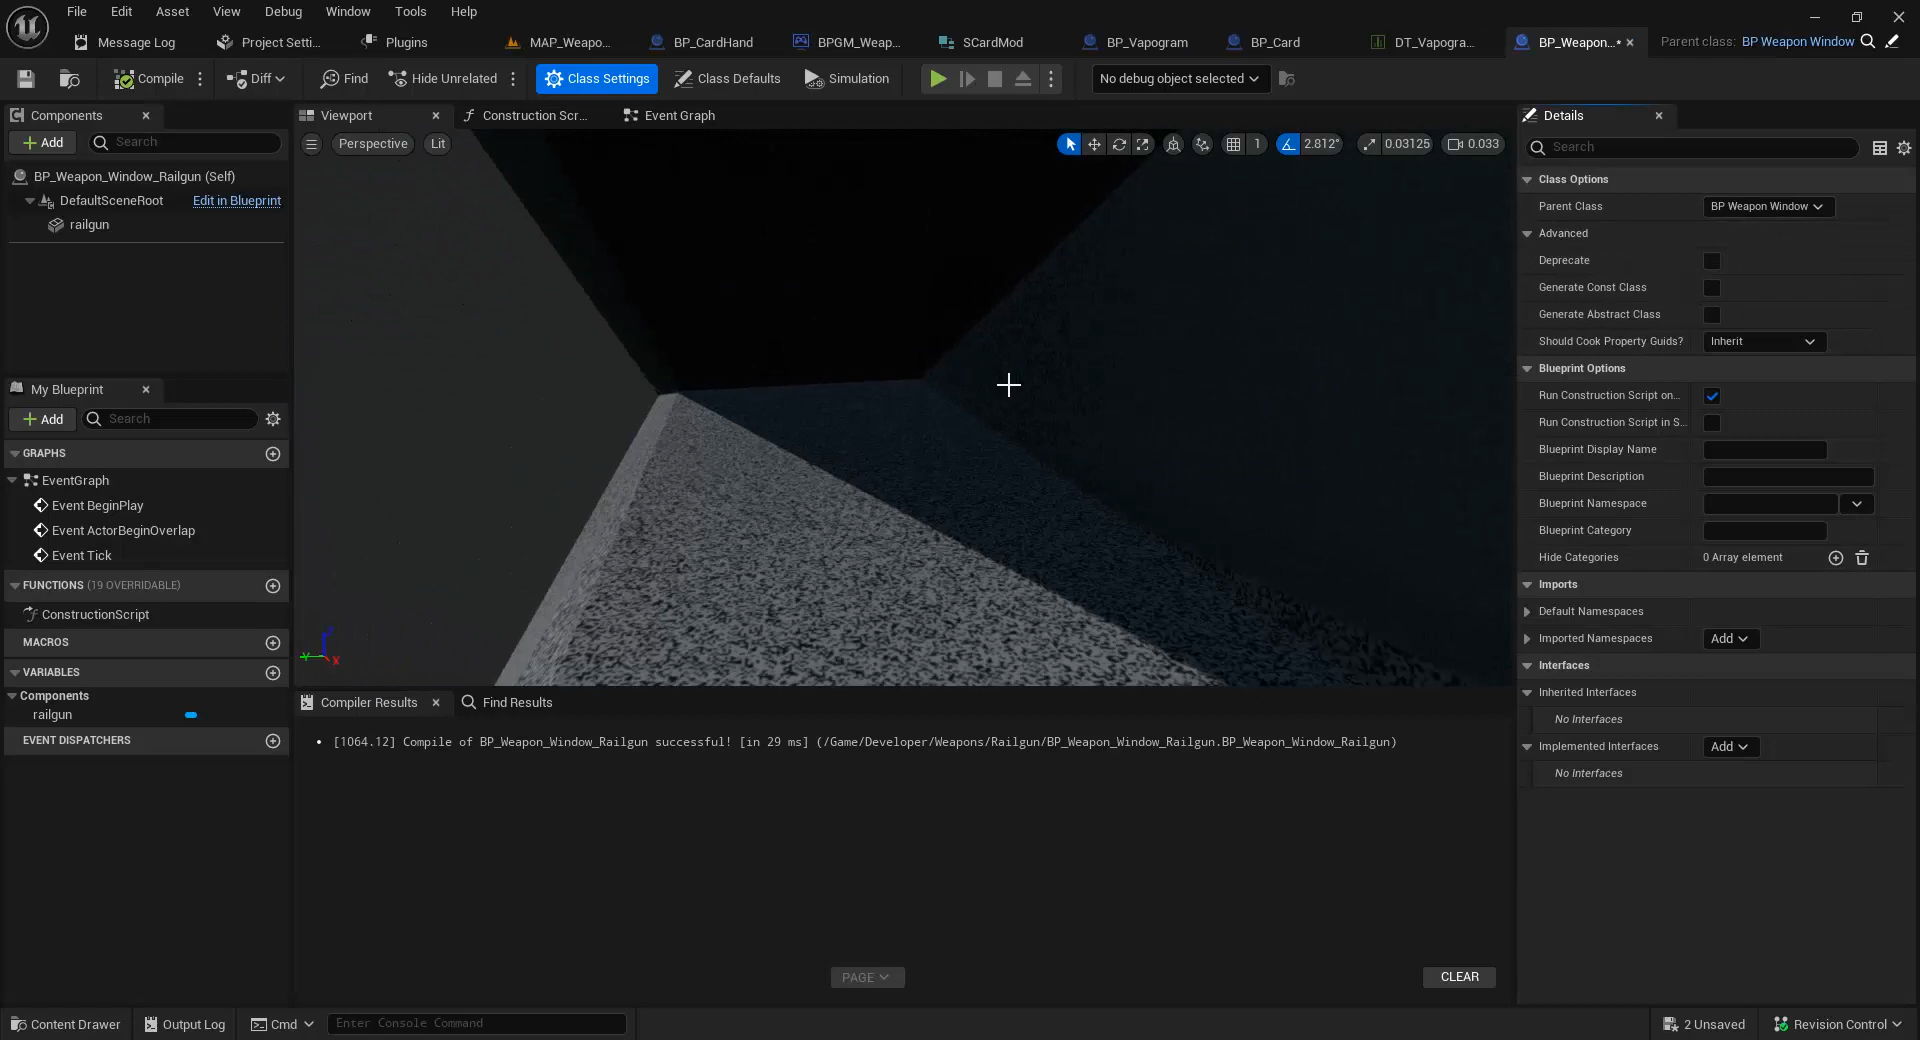 File Edit Asset View Debug Window Tools Help
Message Log Project Setti... Plugins MAP_Weapo... BP_CardHand BPGM_Weap... SCardMod BP_Vapogram BP_Card DT_Vapogra... BP_Weapon...* Parent class: BP Weapon Window
Compile Diff Find Hide Unrelated Class Settings Class Defaults Simulation No debug object selected
Components
Add Search
BP_Weapon_Window_Railgun (Self)
DefaultSceneRoot Edit in Blueprint
railgun
My Blueprint
Add Search
GRAPHS
EventGraph
Event BeginPlay
Event ActorBeginOverlap
Event Tick
FUNCTIONS (19 OVERRIDABLE)
ConstructionScript
MACROS
VARIABLES
Components
railgun
EVENT DISPATCHERS
Viewport Construction Scr... Event Graph
Perspective Lit 1 2.812° 0.03125 0.033
Z
Y X
Compiler Results Find Results
• [1064.12] Compile of BP_Weapon_Window_Railgun successful! [in 29 ms] (/Game/Developer/Weapons/Railgun/BP_Weapon_Window_Railgun.BP_Weapon_Window_Railgun)
PAGE CLEAR
Details
Search
Class Options
Parent Class BP Weapon Window
Advanced
Deprecate
Generate Const Class
Generate Abstract Class
Should Cook Property Guids? Inherit
Blueprint Options
Run Construction Script on...
Run Construction Script in S...
Blueprint Display Name
Blueprint Description
Blueprint Namespace
Blueprint Category
Hide Categories 0 Array element
Imports
Default Namespaces
Imported Namespaces Add
Interfaces
Inherited Interfaces
No Interfaces
Implemented Interfaces Add
No Interfaces
Content Drawer Output Log Cmd Enter Console Command 2 Unsaved Revision Control